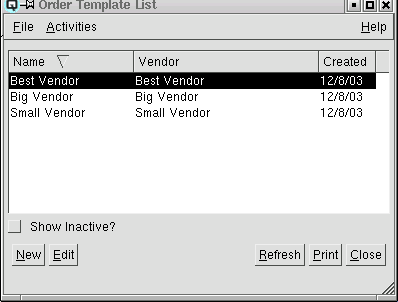 Order Template List
File Activities Help
Name Vendor Created
Best Vendor Best Vendor 12/8/03
Big Vendor Big Vendor 12/8/03
Small Vendor Small Vendor 12/8/03
Show Inactive?
New Edit Refresh Print Close